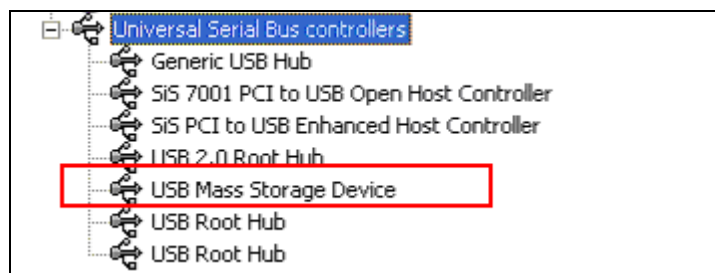 Universal Serial Bus controllers
Generic USB Hub
SiS 7001 PCI to USB Open Host Controller
SiS PCI to USB Enhanced Host Controller
USB 2.0 Root Hub
USB Mass Storage Device
USB Root Hub
USB Root Hub